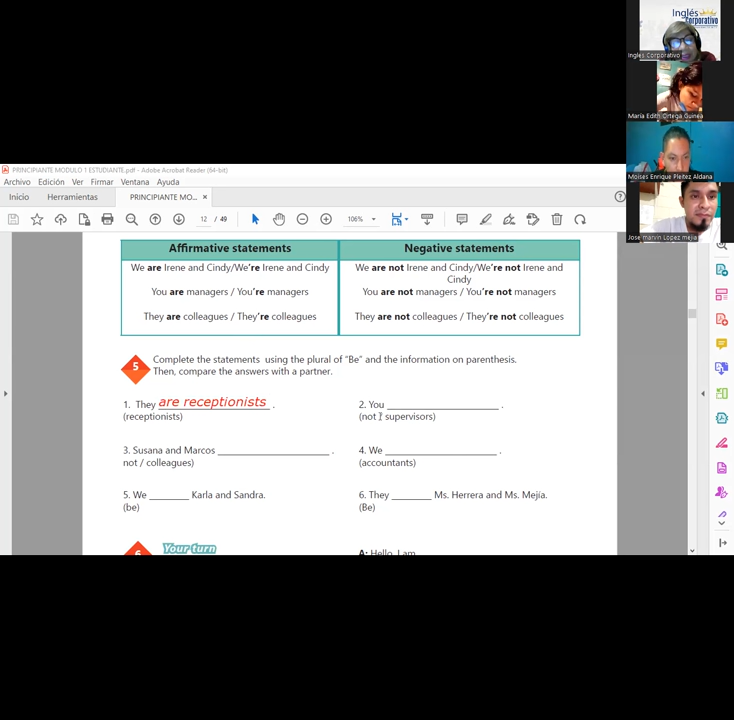 Inglés
Corporativo
Ingles Corporativo
María Edith Ortega Guinea
Moises Enrique Pleitez Aldana
Jose marvin Lopez mejia
PRINCIPIANTE MODULO 1 ESTUDIANTE.pdf - Adobe Acrobat Reader (64-bit)
Archivo Edición Ver Firmar Ventana Ayuda
Inicio Herramientas PRINCIPIANTE MO... ×
12 / 49 106%
Affirmative statements Negative statements
We are Irene and Cindy/We're Irene and Cindy We are not Irene and Cindy/We're not Irene and
Cindy
You are managers / You're managers You are not managers / You're not managers
They are colleagues / They're colleagues They are not colleagues / They're not colleagues
5 Complete the statements using the plural of "Be" and the information on parenthesis.
Then, compare the answers with a partner.
1. They are receptionists . 2. You ______________________ .
(receptionists) (not / supervisors)
3. Susana and Marcos ______________________ . 4. We ______________________ .
not / colleagues) (accountants)
5. We ________ Karla and Sandra. 6. They ________ Ms. Herrera and Ms. Mejía.
(be) (Be)
6 Your turn A: Hello, I am